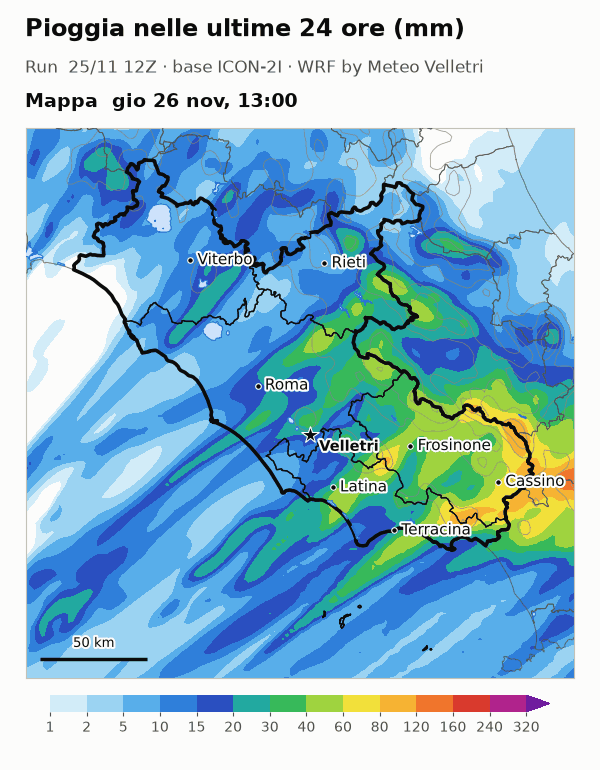 Pioggia nelle ultime 24 ore (mm)
Run  25/11 12Z · base ICON-2I · WRF by Meteo Velletri
Mappa  gio 26 nov, 13:00
Viterbo
Rieti
Roma
Velletri
Frosinone
Cassino
Latina
Terracina
50 km
1 2 5 10 15 20 30 40 60 80 120 160 240 320